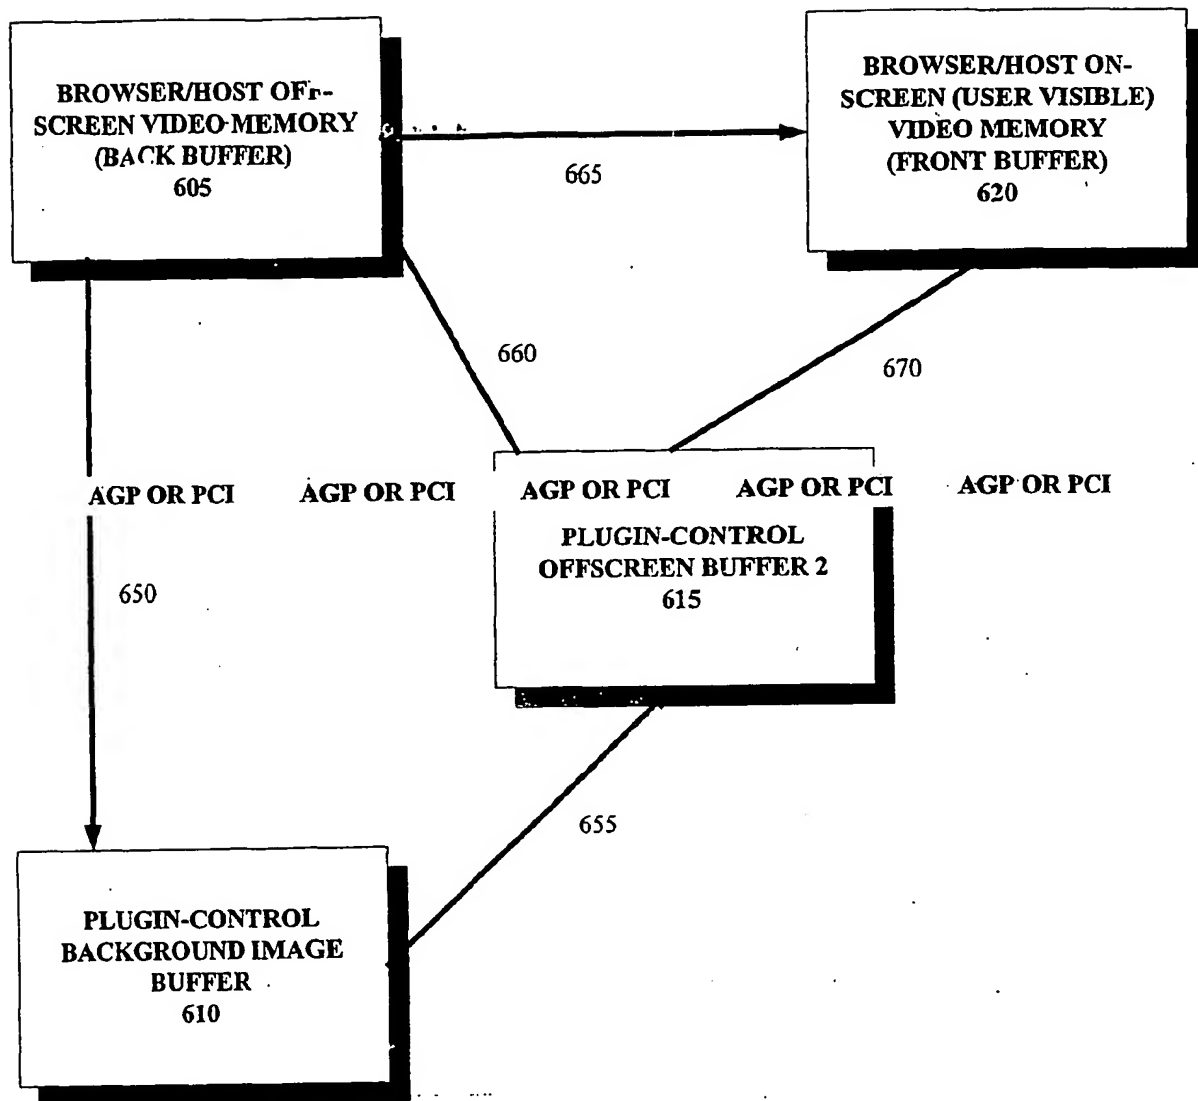 BROWSER/HOST OFF-
SCREEN VIDEO MEMORY
(BACK BUFFER)
605
BROWSER/HOST ON-
SCREEN (USER VISIBLE)
VIDEO MEMORY
(FRONT BUFFER)
620
665
660
670
AGP OR PCI
AGP OR PCI
AGP OR PCI
AGP OR PCI
AGP OR PCI
PLUGIN-CONTROL
OFFSCREEN BUFFER 2
615
650
655
PLUGIN-CONTROL
BACKGROUND IMAGE
BUFFER
610